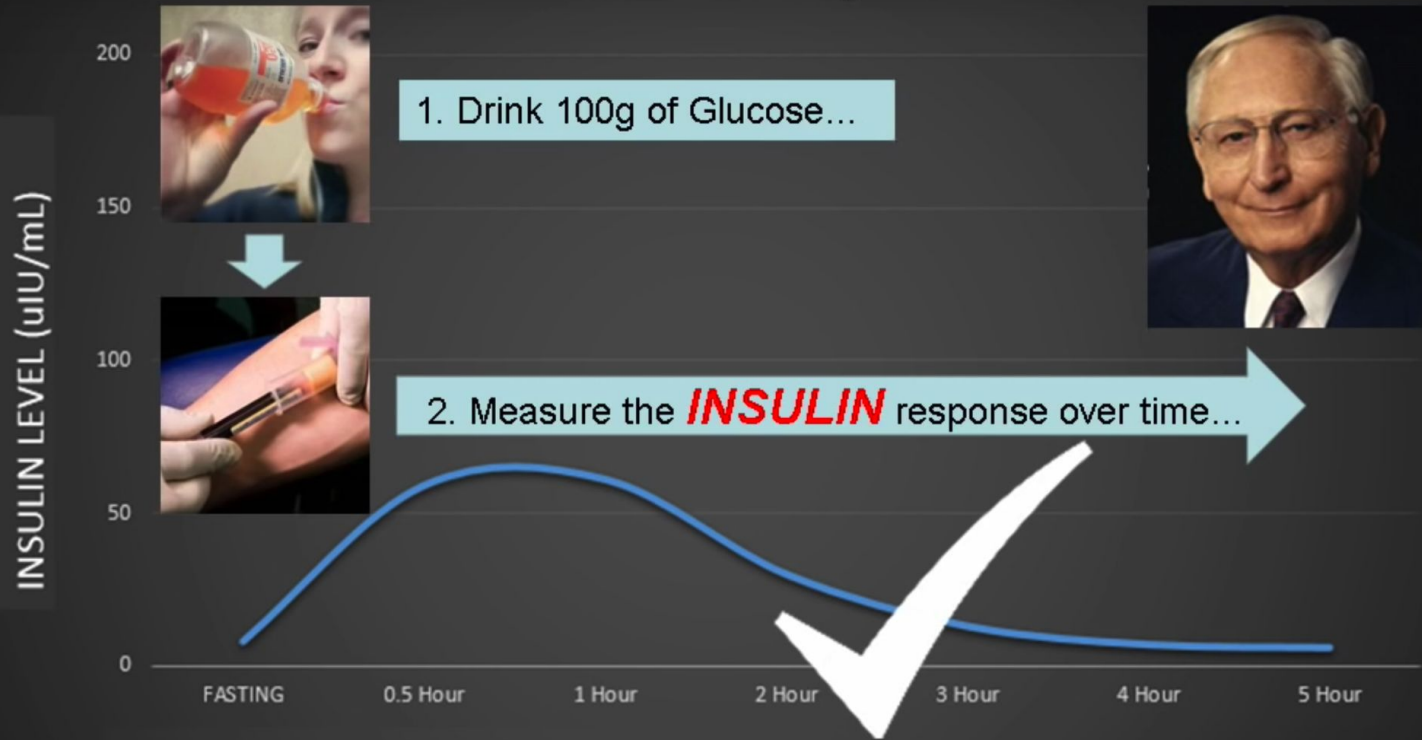 200
1. Drink 100g of Glucose...
150
INSULIN LEVEL (uIU/mL)
100
2. Measure the INSULIN response over time...
50
0
FASTING 0.5 Hour 1 Hour 2 Hour 3 Hour 4 Hour 5 Hour